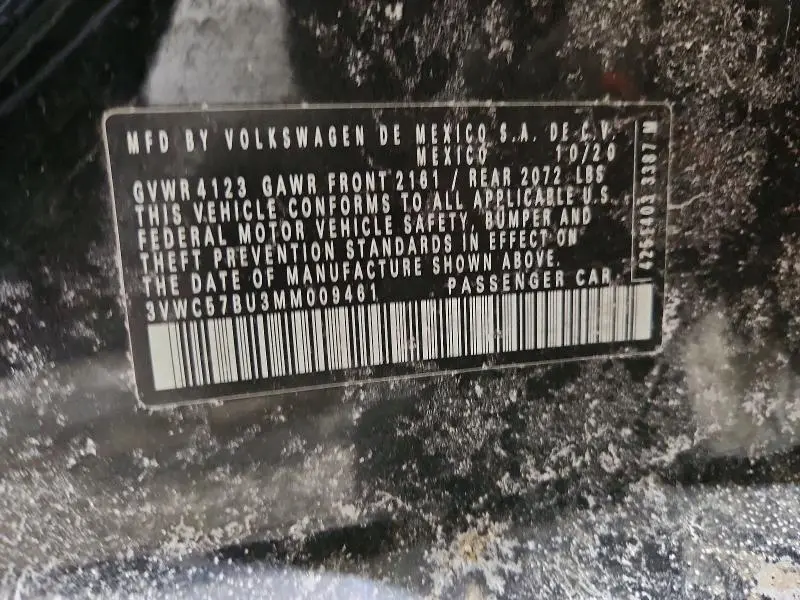 MFD BY VOLKSWAGEN DE MEXICO S.A. DE C.V.
MEXICO 10/20
GVWR 4123 GAWR FRONT 2161 / REAR 2072 LBS
THIS VEHICLE CONFORMS TO ALL APPLICABLE U.S.
FEDERAL MOTOR VEHICLE SAFETY, BUMPER AND
THEFT PREVENTION STANDARDS IN EFFECT ON
THE DATE OF MANUFACTURE SHOWN ABOVE.
3VWC57BU3MM009461 PASSENGER CAR
3387 M